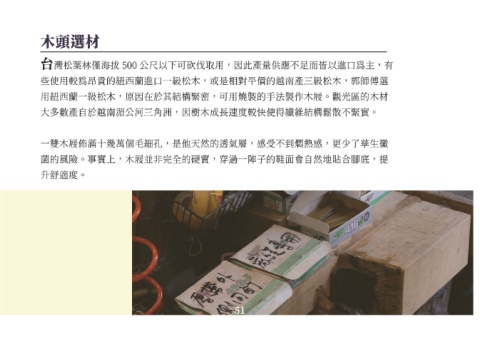 木頭選材
台灣松葉林僅海拔 500 公尺以下可砍伐取用，因此產量供應不足而皆以進口爲主，有
些使用較爲昂貴的紐西蘭進口一級松木，或是相對平價的越南產三級松木，郭師傅選
用紐西蘭一級松木，原因在於其結構緊密，可用燒製的手法製作木屐。觀光區的木材
大多數產自於越南湄公河三角洲，因樹木成長速度較快使得纖維結構鬆散不緊實。
一雙木屐佈滿十幾萬個毛細孔，是他天然的透氣層，感受不到燜熱感，更少了孳生黴
菌的風險。事實上，木屐並非完全的硬實，穿過一陣子的鞋面會自然地貼合腳底，提
升舒適度。
51